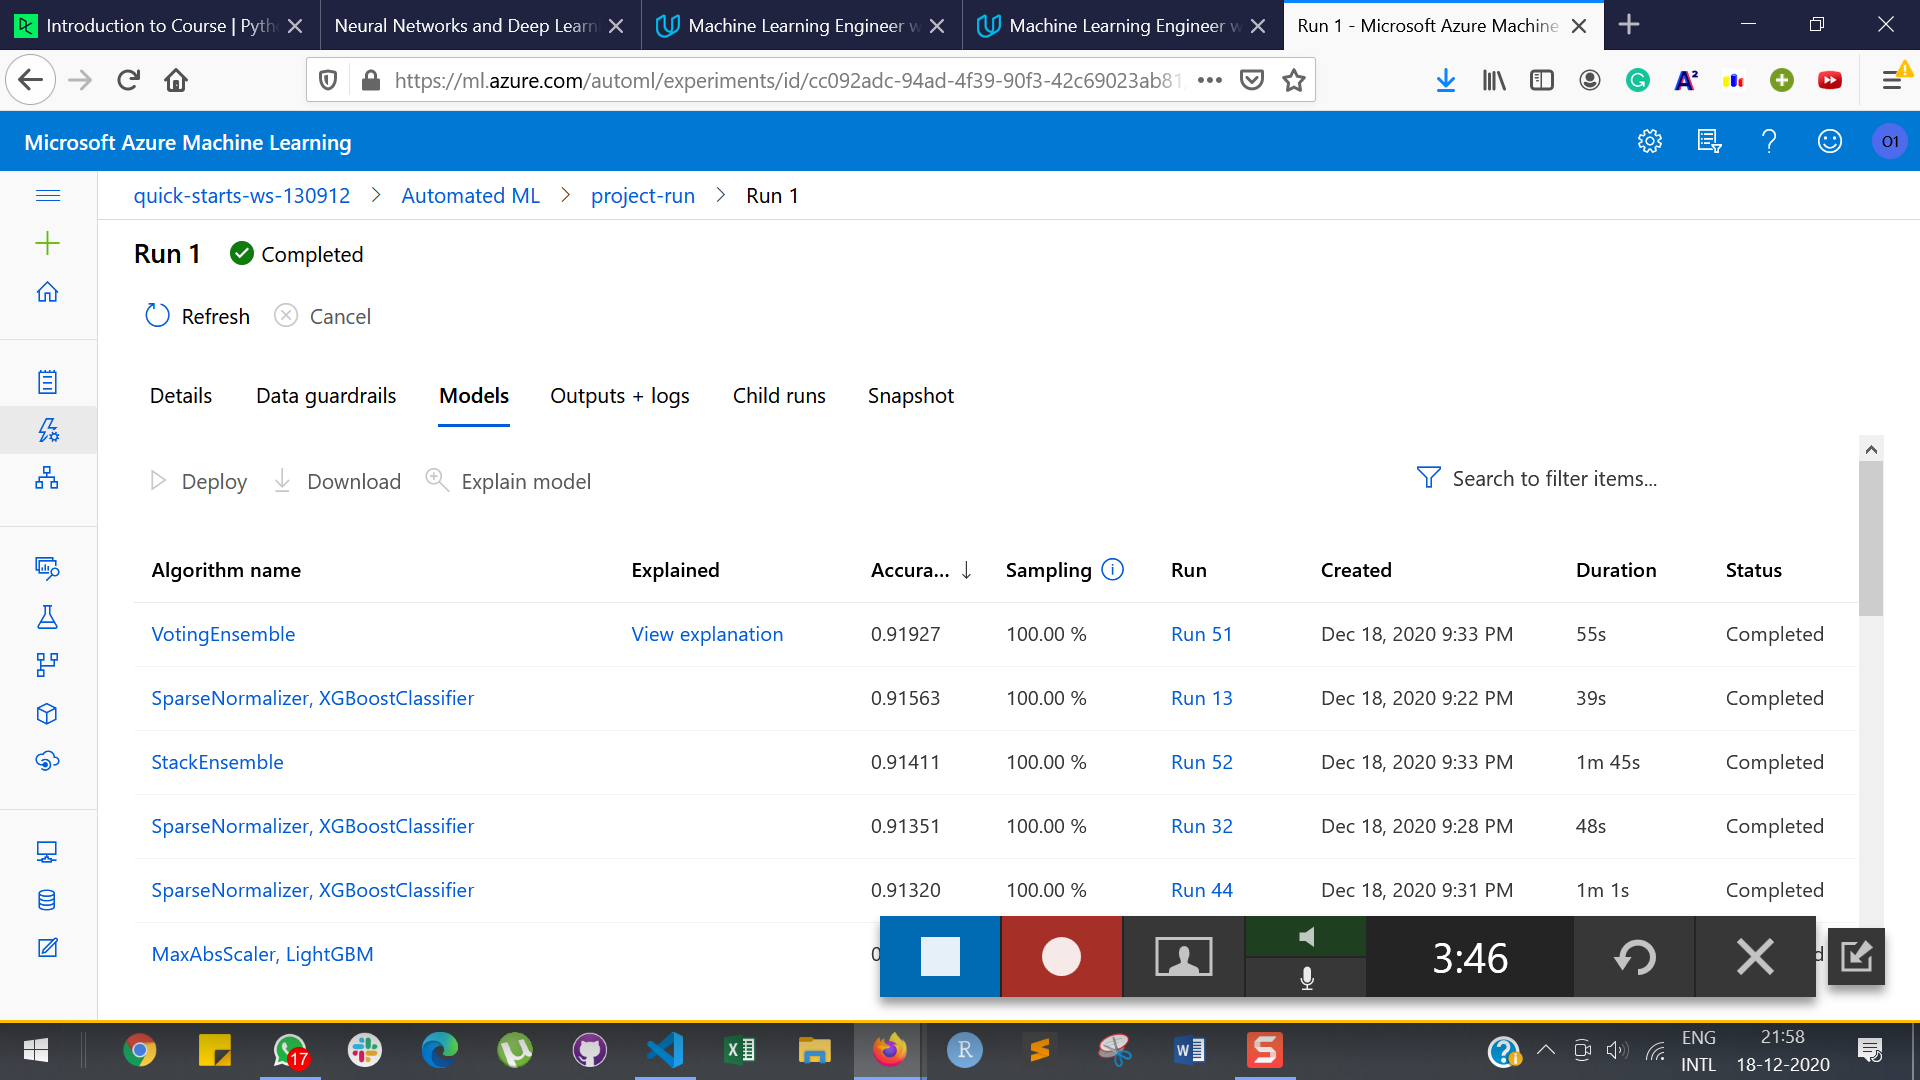 Introduction to Course | Pyth
Neural Networks and Deep Learn
Machine Learning Engineer w
Machine Learning Engineer w
Run 1 - Microsoft Azure Machine
https://ml.azure.com/automl/experiments/id/cc092adc-94ad-4f39-90f3-42c69023ab81
Microsoft Azure Machine Learning
O1
quick-starts-ws-130912 > Automated ML > project-run > Run 1
Run 1 Completed
Refresh Cancel
Details Data guardrails Models Outputs + logs Child runs Snapshot
Deploy Download Explain model Search to filter items...
Algorithm name Explained Accura... ↓ Sampling Run Created Duration Status
VotingEnsemble View explanation 0.91927 100.00 % Run 51 Dec 18, 2020 9:33 PM 55s Completed
SparseNormalizer, XGBoostClassifier 0.91563 100.00 % Run 13 Dec 18, 2020 9:22 PM 39s Completed
StackEnsemble 0.91411 100.00 % Run 52 Dec 18, 2020 9:33 PM 1m 45s Completed
SparseNormalizer, XGBoostClassifier 0.91351 100.00 % Run 32 Dec 18, 2020 9:28 PM 48s Completed
SparseNormalizer, XGBoostClassifier 0.91320 100.00 % Run 44 Dec 18, 2020 9:31 PM 1m 1s Completed
MaxAbsScaler, LightGBM
3:46
17
ENG
INTL
21:58
18-12-2020